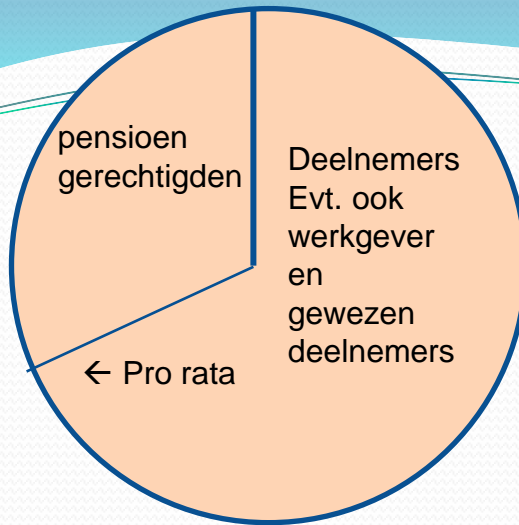 pensioen
gerechtigden
Deelnemers
Evt. ook
werkgever
en
gewezen
deelnemers
← Pro rata